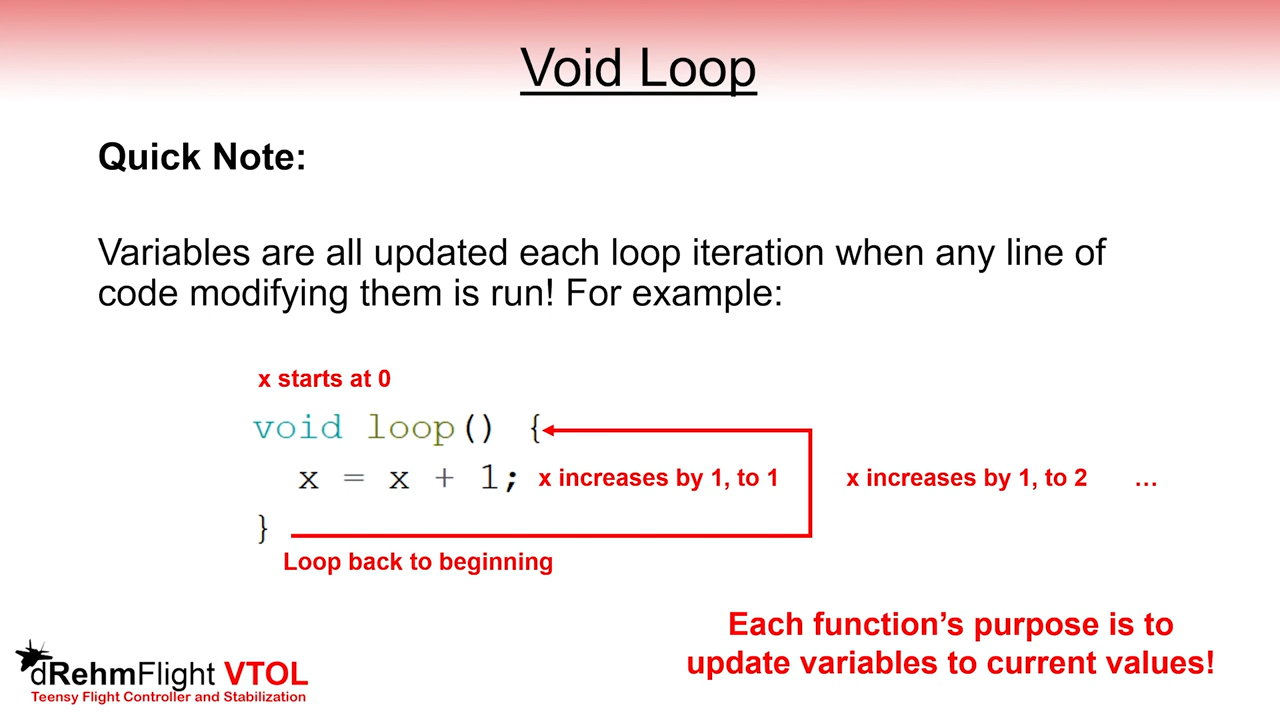 Void Loop
Quick Note:
Variables are all updated each loop iteration when any line of
code modifying them is run! For example:
x starts at 0
void loop() {
x = x + 1; x increases by 1, to 1 x increases by 1, to 2 …
}
Loop back to beginning
Each function’s purpose is to
update variables to current values!
dRehmFlight VTOL
Teensy Flight Controller and Stabilization